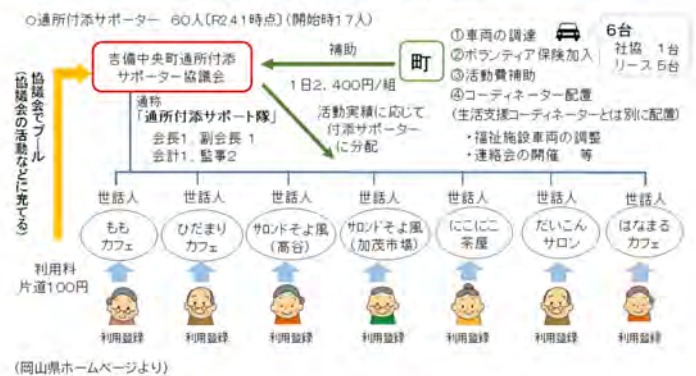 ○通所付添サポーター 60人〔R2.4.1時点〕(開始時17人)
吉備中央町通所付添
サポーター協議会
補助
町
1日2,400円/組
①車両の調達
②ボランティア保険加入
③活動費補助
④コーディネーター配置
(生活支援コーディネーターとは別に配置)
・福祉施設車両の調整
・連絡会の開催 等
6台
社協 1台
リース 5台
通称
「通所付添サポート隊」
会長1、副会長 1
会計1、監事2
活動実績に応じて
付添サポーター
に分配
協議会でプール
(協議会の活動などに充てる)
世話人
世話人
世話人
世話人
世話人
世話人
世話人
もも
カフェ
ひだまり
カフェ
サロンドそよ風
(高谷)
サロンドそよ風
(加茂市場)
にこにこ
茶屋
だいこん
サロン
はなまる
カフェ
利用料
片道100円
利用登録
利用登録
利用登録
利用登録
利用登録
利用登録
利用登録
(岡山県ホームページより)